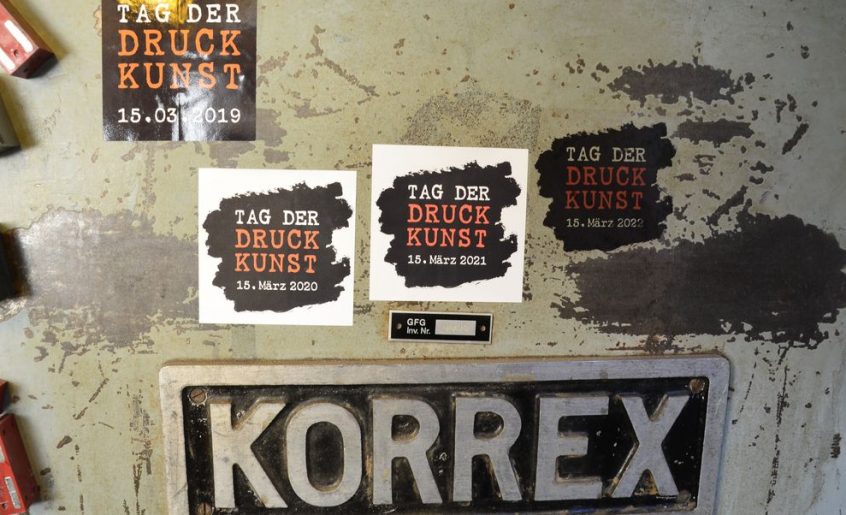 TAG DER
DRUCK
KUNST
15.03.2019
TAG DER
DRUCK
KUNST
15. März 2020
TAG DER
DRUCK
KUNST
15. März 2021
TAG DER
DRUCK
KUNST
15. März 2022
GFG
Inv. Nr.
KORREX